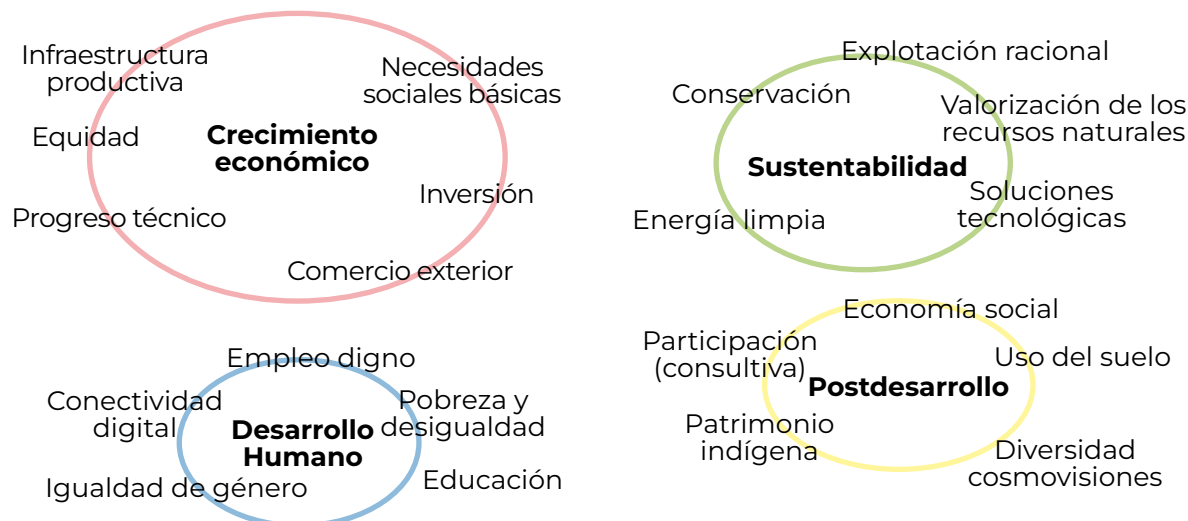 Infraestructura
productiva
Necesidades
sociales básicas
Equidad
Crecimiento
económico
Inversión
Progreso técnico
Comercio exterior
Explotación racional
Conservación
Valorización de los
recursos naturales
Sustentabilidad
Soluciones
tecnológicas
Energía limpia
Empleo digno
Conectividad
digital
Pobreza y
desigualdad
Desarrollo
Humano
Igualdad de género
Educación
Economía social
Participación
(consultiva)
Uso del suelo
Postdesarrollo
Patrimonio
indígena
Diversidad
cosmovisiones